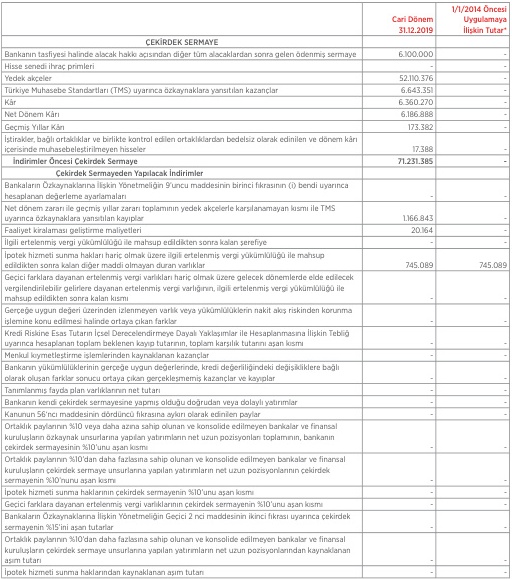 1/1/2014 Öncesi
Cari Dönem Uygulamaya
31.12.2019 İlişkin Tutar*
ÇEKİRDEK SERMAYE
Bankanın tasfiyesi halinde alacak hakkı açısından diğer tüm alacaklardan sonra gelen ödenmiş sermaye 6.100.000 -
Hisse senedi ihraç primleri - -
Yedek akçeler 52.110.376 -
Türkiye Muhasebe Standartları (TMS) uyarınca özkaynaklara yansıtılan kazançlar 6.643.351 -
Kâr 6.360.270 -
Net Dönem Kârı 6.186.888 -
Geçmiş Yıllar Kârı 173.382 -
İştirakler, bağlı ortaklıklar ve birlikte kontrol edilen ortaklıklardan bedelsiz olarak edinilen ve dönem kârı
içerisinde muhasebeleştirilmeyen hisseler 17.388 -
İndirimler Öncesi Çekirdek Sermaye 71.231.385 -
Çekirdek Sermayeden Yapılacak İndirimler
Bankaların Özkaynaklarına İlişkin Yönetmeliğin 9'uncu maddesinin birinci fıkrasının (i) bendi uyarınca
hesaplanan değerleme ayarlamaları -
Net dönem zararı ile geçmiş yıllar zararı toplamının yedek akçelerle karşılanamayan kısmı ile TMS
uyarınca özkaynaklara yansıtılan kayıplar 1.166.843
Faaliyet kiralaması geliştirme maliyetleri 20.164 -
İlgili ertelenmiş vergi yükümlülüğü ile mahsup edildikten sonra kalan şerefiye - -
İpotek hizmeti sunma hakları hariç olmak üzere ilgili ertelenmiş vergi yükümlülüğü ile mahsup
edildikten sonra kalan diğer maddi olmayan duran varlıklar 745.089 745.089
Geçici farklara dayanan ertelenmiş vergi varlıkları hariç olmak üzere gelecek dönemlerde elde edilecek
vergilendirilebilir gelirlere dayanan ertelenmiş vergi varlığının, ilgili ertelenmiş vergi yükümlülüğü ile
mahsup edildikten sonra kalan kısmı - -
Gerçeğe uygun değeri üzerinden izlenmeyen varlık veya yükümlülüklerin nakit akış riskinden korunma
işlemine konu edilmesi halinde ortaya çıkan farklar -
Kredi Riskine Esas Tutarın İçsel Derecelendirmeye Dayalı Yaklaşımlar ile Hesaplanmasına İlişkin Tebliğ
uyarınca hesaplanan toplam beklenen kayıp tutarının, toplam karşılık tutarını aşan kısmı - -
Menkul kıymetleştirme işlemlerinden kaynaklanan kazançlar - -
Bankanın yükümlülüklerinin gerçeğe uygun değerlerinde, kredi değerliliğindeki değişikliklere bağlı
olarak oluşan farklar sonucu ortaya çıkan gerçekleşmemiş kazançlar ve kayıplar -
Tanımlanmış fayda plan varlıklarının net tutarı - -
Bankanın kendi çekirdek sermayesine yapmış olduğu doğrudan veya dolaylı yatırımlar - -
Kanunun 56'ncı maddesinin dördüncü fıkrasına aykırı olarak edinilen paylar - -
Ortaklık paylarının %10 veya daha azına sahip olunan ve konsolide edilmeyen bankalar ve finansal
kuruluşların özkaynak unsurlarına yapılan yatırımların net uzun pozisyonları toplamının, bankanın
çekirdek sermayesinin %10'unu aşan kısmı -
Ortaklık paylarının %10'dan daha fazlasına sahip olunan ve konsolide edilmeyen bankalar ve finansal
kuruluşların çekirdek sermaye unsurlarına yapılan yatırımların net uzun pozisyonlarının çekirdek
sermayenin %10'nunu aşan kısmı - -
İpotek hizmeti sunma haklarının çekirdek sermayenin %10'unu aşan kısmı - -
Geçici farklara dayanan ertelenmiş vergi varlıklarının çekirdek sermayenin %10'unu aşan kısmı - -
Bankaların Özkaynaklarına İlişkin Yönetmeliğin Geçici 2 nci maddesinin ikinci fıkrası uyarınca çekirdek
sermayenin %15'ini aşan tutarlar - -
Ortaklık paylarının %10'dan daha fazlasına sahip olunan ve konsolide edilmeyen bankalar ve finansal
kuruluşların çekirdek sermaye unsurlarına yapılan yatırımların net uzun pozisyonlarından kaynaklanan
aşım tutarı - -
İpotek hizmeti sunma haklarından kaynaklanan aşım tutarı - -